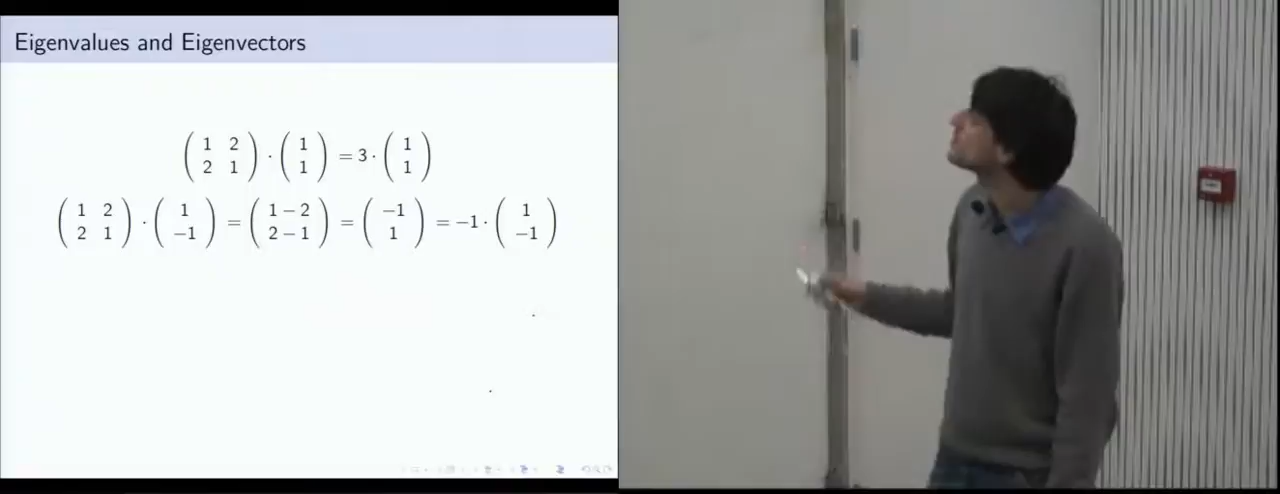 Eigenvalues and Eigenvectors
( 1 2 ; 2 1 ) · ( 1 ; 1 ) = 3 · ( 1 ; 1 )
( 1 2 ; 2 1 ) · ( 1 ; −1 ) = ( 1 − 2 ; 2 − 1 ) = ( −1 ; 1 ) = −1 · ( 1 ; −1 )